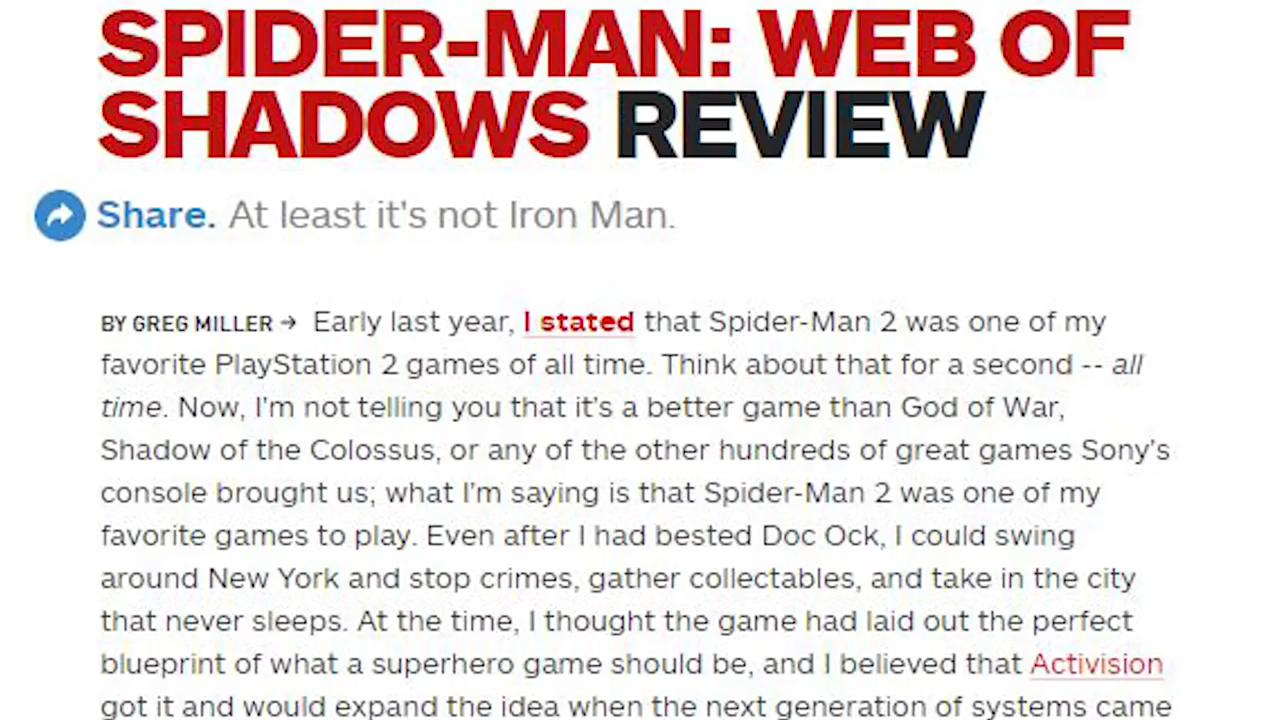 SPIDER-MAN: WEB OF
SHADOWS REVIEW
Share. At least it's not Iron Man.
BY GREG MILLER → Early last year, I stated that Spider-Man 2 was one of my
favorite PlayStation 2 games of all time. Think about that for a second -- all
time. Now, I'm not telling you that it's a better game than God of War,
Shadow of the Colossus, or any of the other hundreds of great games Sony's
console brought us; what I'm saying is that Spider-Man 2 was one of my
favorite games to play. Even after I had bested Doc Ock, I could swing
around New York and stop crimes, gather collectables, and take in the city
that never sleeps. At the time, I thought the game had laid out the perfect
blueprint of what a superhero game should be, and I believed that Activision
got it and would expand the idea when the next generation of systems came